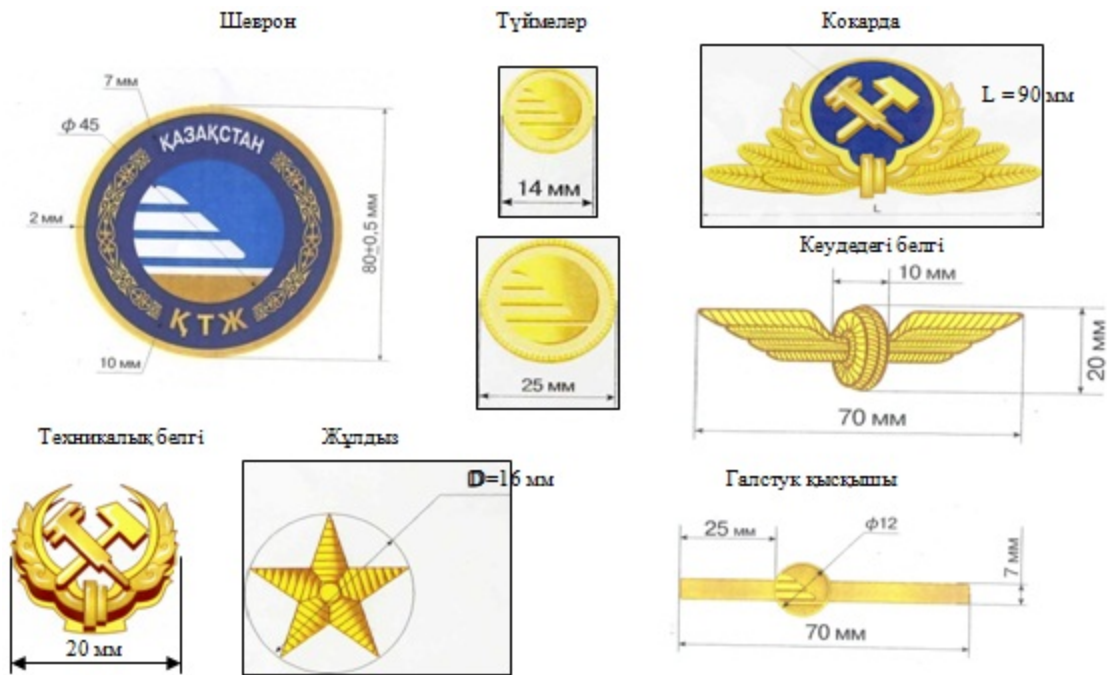 Шеврон
7 мм
ф 45
ҚАЗАҚСТАН
2 мм
80±0,5 мм
ҚТЖ
10 мм
Түймелер
14 мм
25 мм
Кокарда
L = 90 мм
L
Кеудедегі белгі
10 мм
20 мм
70 мм
Техникалық белгі
20 мм
Жұлдыз
D=16 мм
Галстук қысқышы
25 мм
ф12
7 мм
70 мм